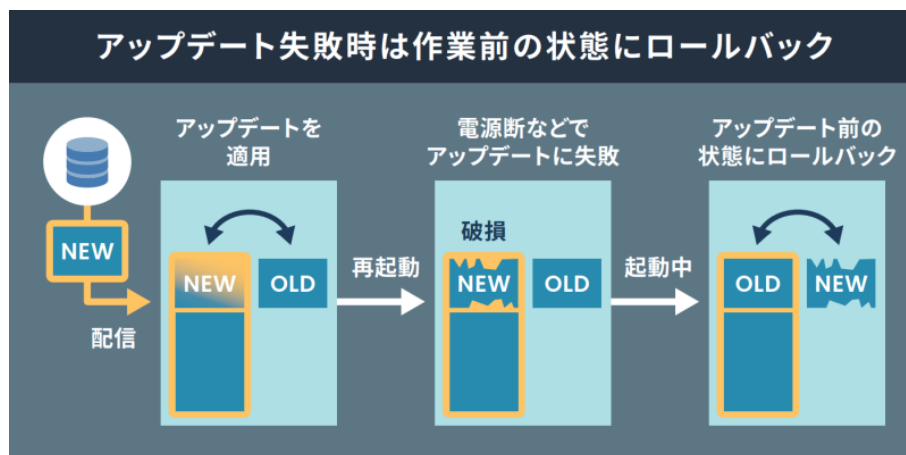 アップデート失敗時は作業前の状態にロールバック
NEW
配信
アップデートを
適用
NEW
OLD
再起動
電源断などで
アップデートに失敗
破損
NEW
OLD
起動中
アップデート前の
状態にロールバック
OLD
NEW